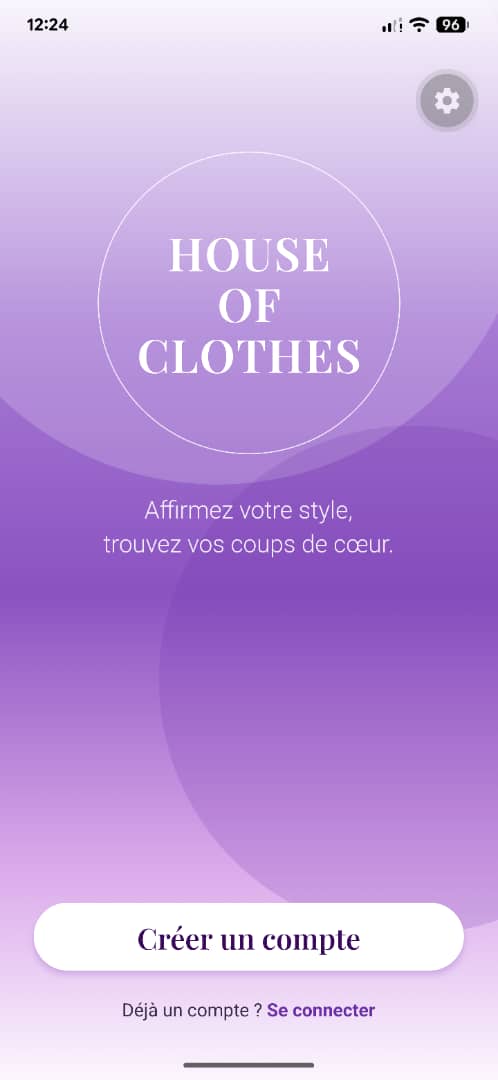 12:24
96
HOUSE
OF
CLOTHES
Affirmez votre style,
trouvez vos coups de cœur.
Créer un compte
Déjà un compte ? Se connecter